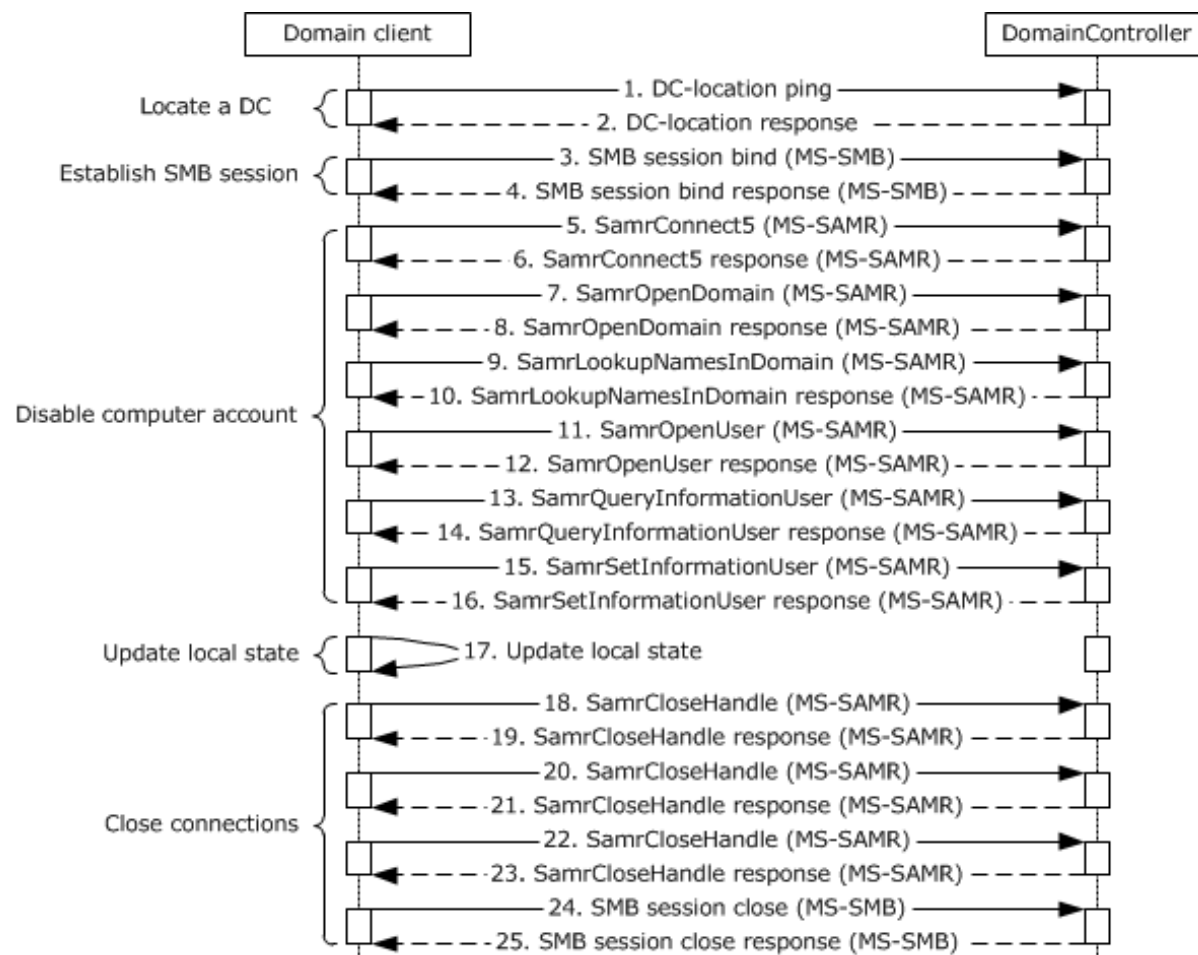 Domain client
DomainController
Locate a DC
1. DC-location ping
2. DC-location response
Establish SMB session
3. SMB session bind (MS-SMB)
4. SMB session bind response (MS-SMB)
Disable computer account
5. SamrConnect5 (MS-SAMR)
6. SamrConnect5 response (MS-SAMR)
7. SamrOpenDomain (MS-SAMR)
8. SamrOpenDomain response (MS-SAMR)
9. SamrLookupNamesInDomain (MS-SAMR)
10. SamrLookupNamesInDomain response (MS-SAMR)
11. SamrOpenUser (MS-SAMR)
12. SamrOpenUser response (MS-SAMR)
13. SamrQueryInformationUser (MS-SAMR)
14. SamrQueryInformationUser response (MS-SAMR)
15. SamrSetInformationUser (MS-SAMR)
16. SamrSetInformationUser response (MS-SAMR)
Update local state
17. Update local state
Close connections
18. SamrCloseHandle (MS-SAMR)
19. SamrCloseHandle response (MS-SAMR)
20. SamrCloseHandle (MS-SAMR)
21. SamrCloseHandle response (MS-SAMR)
22. SamrCloseHandle (MS-SAMR)
23. SamrCloseHandle response (MS-SAMR)
24. SMB session close (MS-SMB)
25. SMB session close response (MS-SMB)